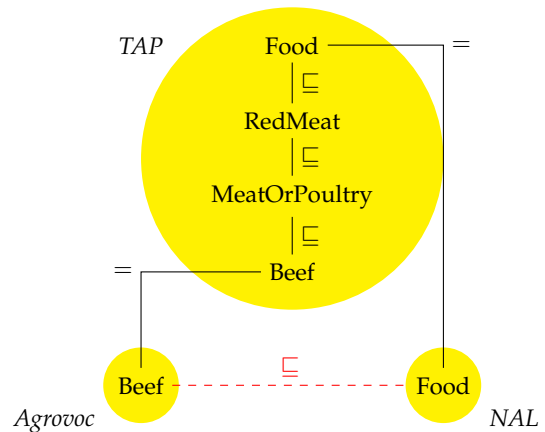 TAP Food =
⊑
RedMeat
⊑
MeatOrPoultry
⊑
= Beef
⊑
Beef Food
Agrovoc NAL